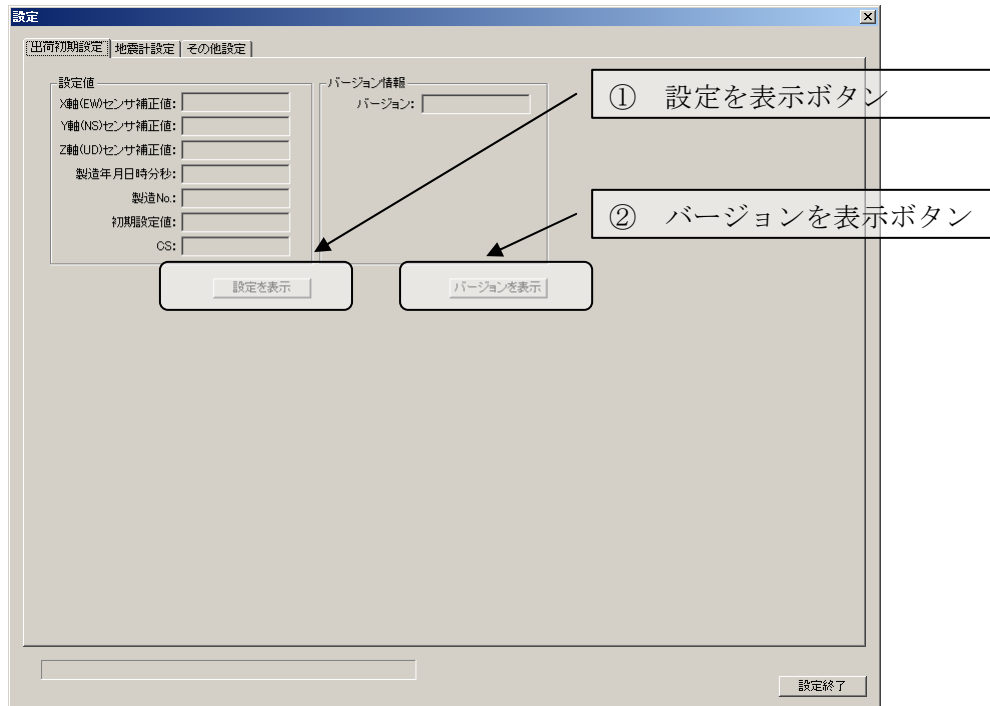 設定
出荷初期設定 地震計設定 その他設定
設定値
X軸(EW)センサ補正値:
Y軸(NS)センサ補正値:
Z軸(UD)センサ補正値:
製造年月日時分秒:
製造No.:
初期設定値:
CS:
設定を表示
バージョン情報
バージョン:
バージョンを表示
① 設定を表示ボタン
② バージョンを表示ボタン
設定終了